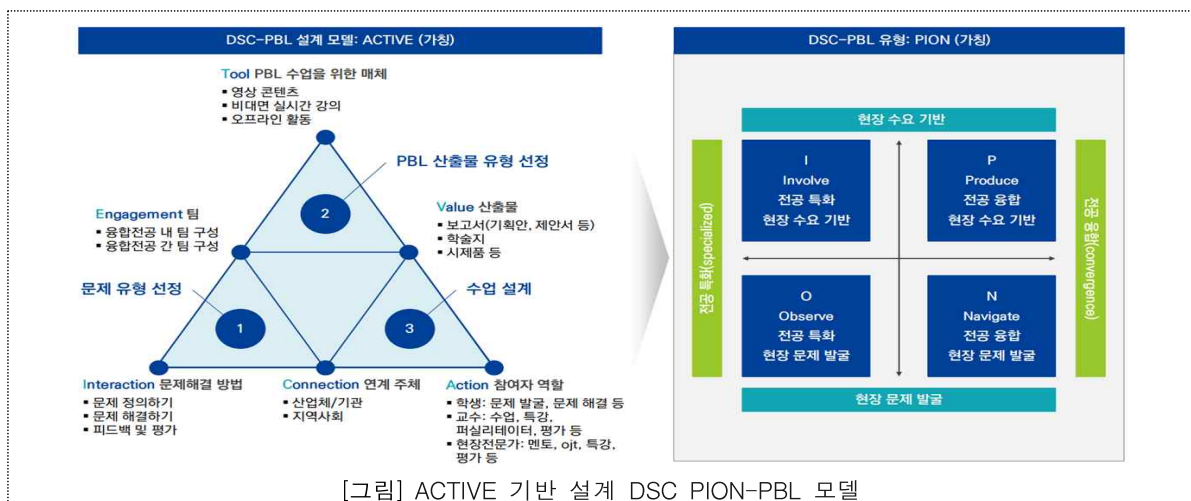 DSC-PBL 설계 모델: ACTIVE (가칭)
Tool PBL 수업을 위한 매체
▪ 영상 콘텐츠
▪ 비대면 실시간 강의
▪ 오프라인 활동
PBL 산출물 유형 선정
2
Engagement 팀
▪ 융합전공 내 팀 구성
▪ 융합전공 간 팀 구성
Value 산출물
▪ 보고서(기획안, 제안서 등)
▪ 학술지
▪ 시제품 등
문제 유형 선정
수업 설계
1
3
Interaction 문제해결 방법
▪ 문제 정의하기
▪ 문제 해결하기
▪ 피드백 및 평가
Connection 연계 주체
▪ 산업체/기관
▪ 지역사회
Action 참여자 역할
▪ 학생: 문제 발굴, 문제 해결 등
▪ 교수: 수업, 특강,
퍼실리테이터, 평가 등
▪ 현장전문가: 멘토, ojt, 특강,
평가 등
DSC-PBL 유형: PION (가칭)
현장 수요 기반
전공 특화(specialized)
I
Involve
전공 특화
현장 수요 기반
P
Produce
전공 융합
현장 수요 기반
전공 융합(convergence)
O
Observe
전공 특화
현장 문제 발굴
N
Navigate
전공 융합
현장 문제 발굴
현장 문제 발굴
[그림] ACTIVE 기반 설계 DSC PION-PBL 모델